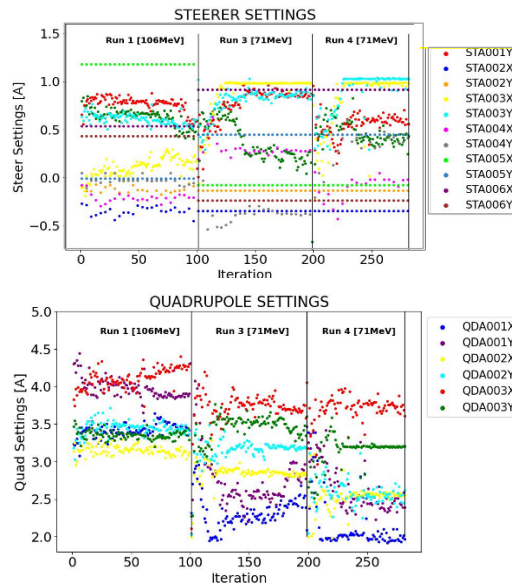 STEERER SETTINGS
Steer Settings [A]
1.5
1.0
0.5
0.0
−0.5
Run 1 [106MeV]
Run 3 [71MeV]
Run 4 [71MeV]
0
50
100
150
200
250
Iteration
STA001Y
STA002X
STA002Y
STA003X
STA003Y
STA004X
STA004Y
STA005X
STA005Y
STA006X
STA006Y
QUADRUPOLE SETTINGS
Quad Settings [A]
5.0
4.5
4.0
3.5
3.0
2.5
2.0
Run 1 [106MeV]
Run 3 [71MeV]
Run 4 [71MeV]
0
50
100
150
200
250
Iteration
QDA001X
QDA001Y
QDA002X
QDA002Y
QDA003X
QDA003Y